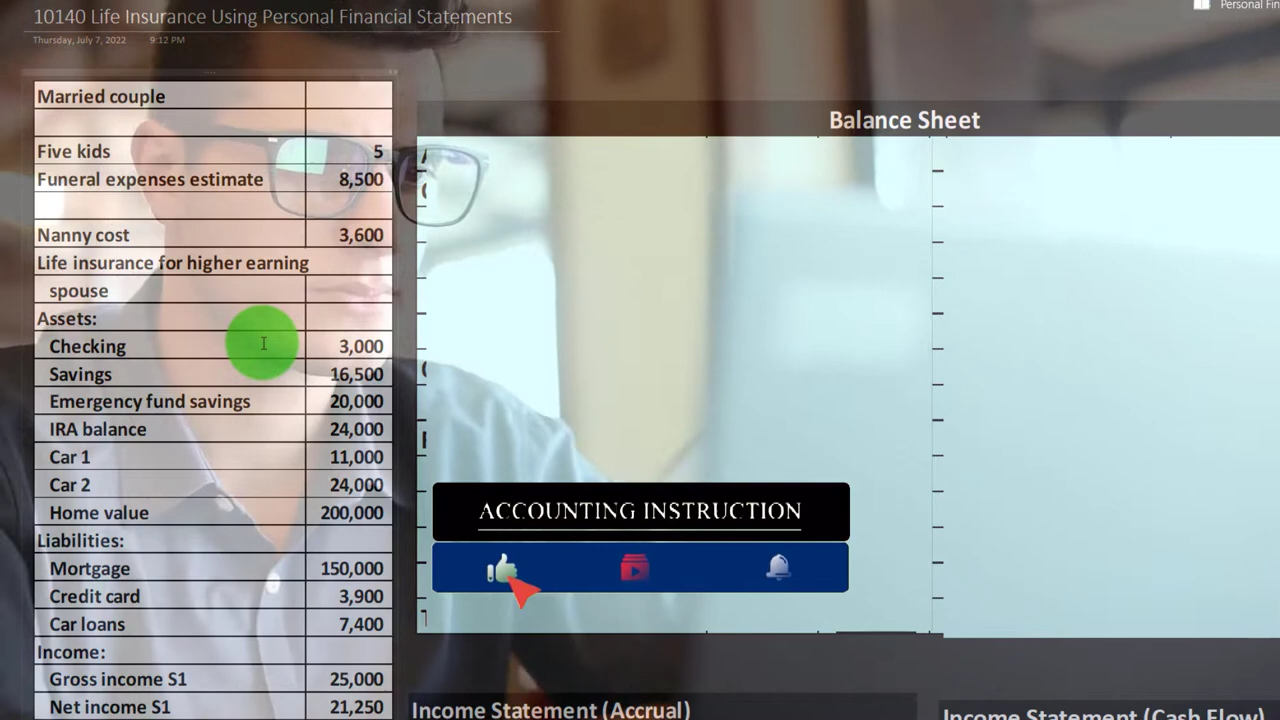 10140 Life Insurance Using Personal Financial Statements
Thursday, July 7, 2022 9:12 PM
Personal Fin
Married couple
Five kids 5
Funeral expenses estimate 8,500
Nanny cost 3,600
Life insurance for higher earning
spouse
Assets:
Checking 3,000
Savings 16,500
Emergency fund savings 20,000
IRA balance 24,000
Car 1 11,000
Car 2 24,000
Home value 200,000
Liabilities:
Mortgage 150,000
Credit card 3,900
Car loans 7,400
Income:
Gross income S1 25,000
Net income S1 21,250
Balance Sheet
ACCOUNTING INSTRUCTION
Income Statement (Accrual)
Income Statement (Cash Flow)